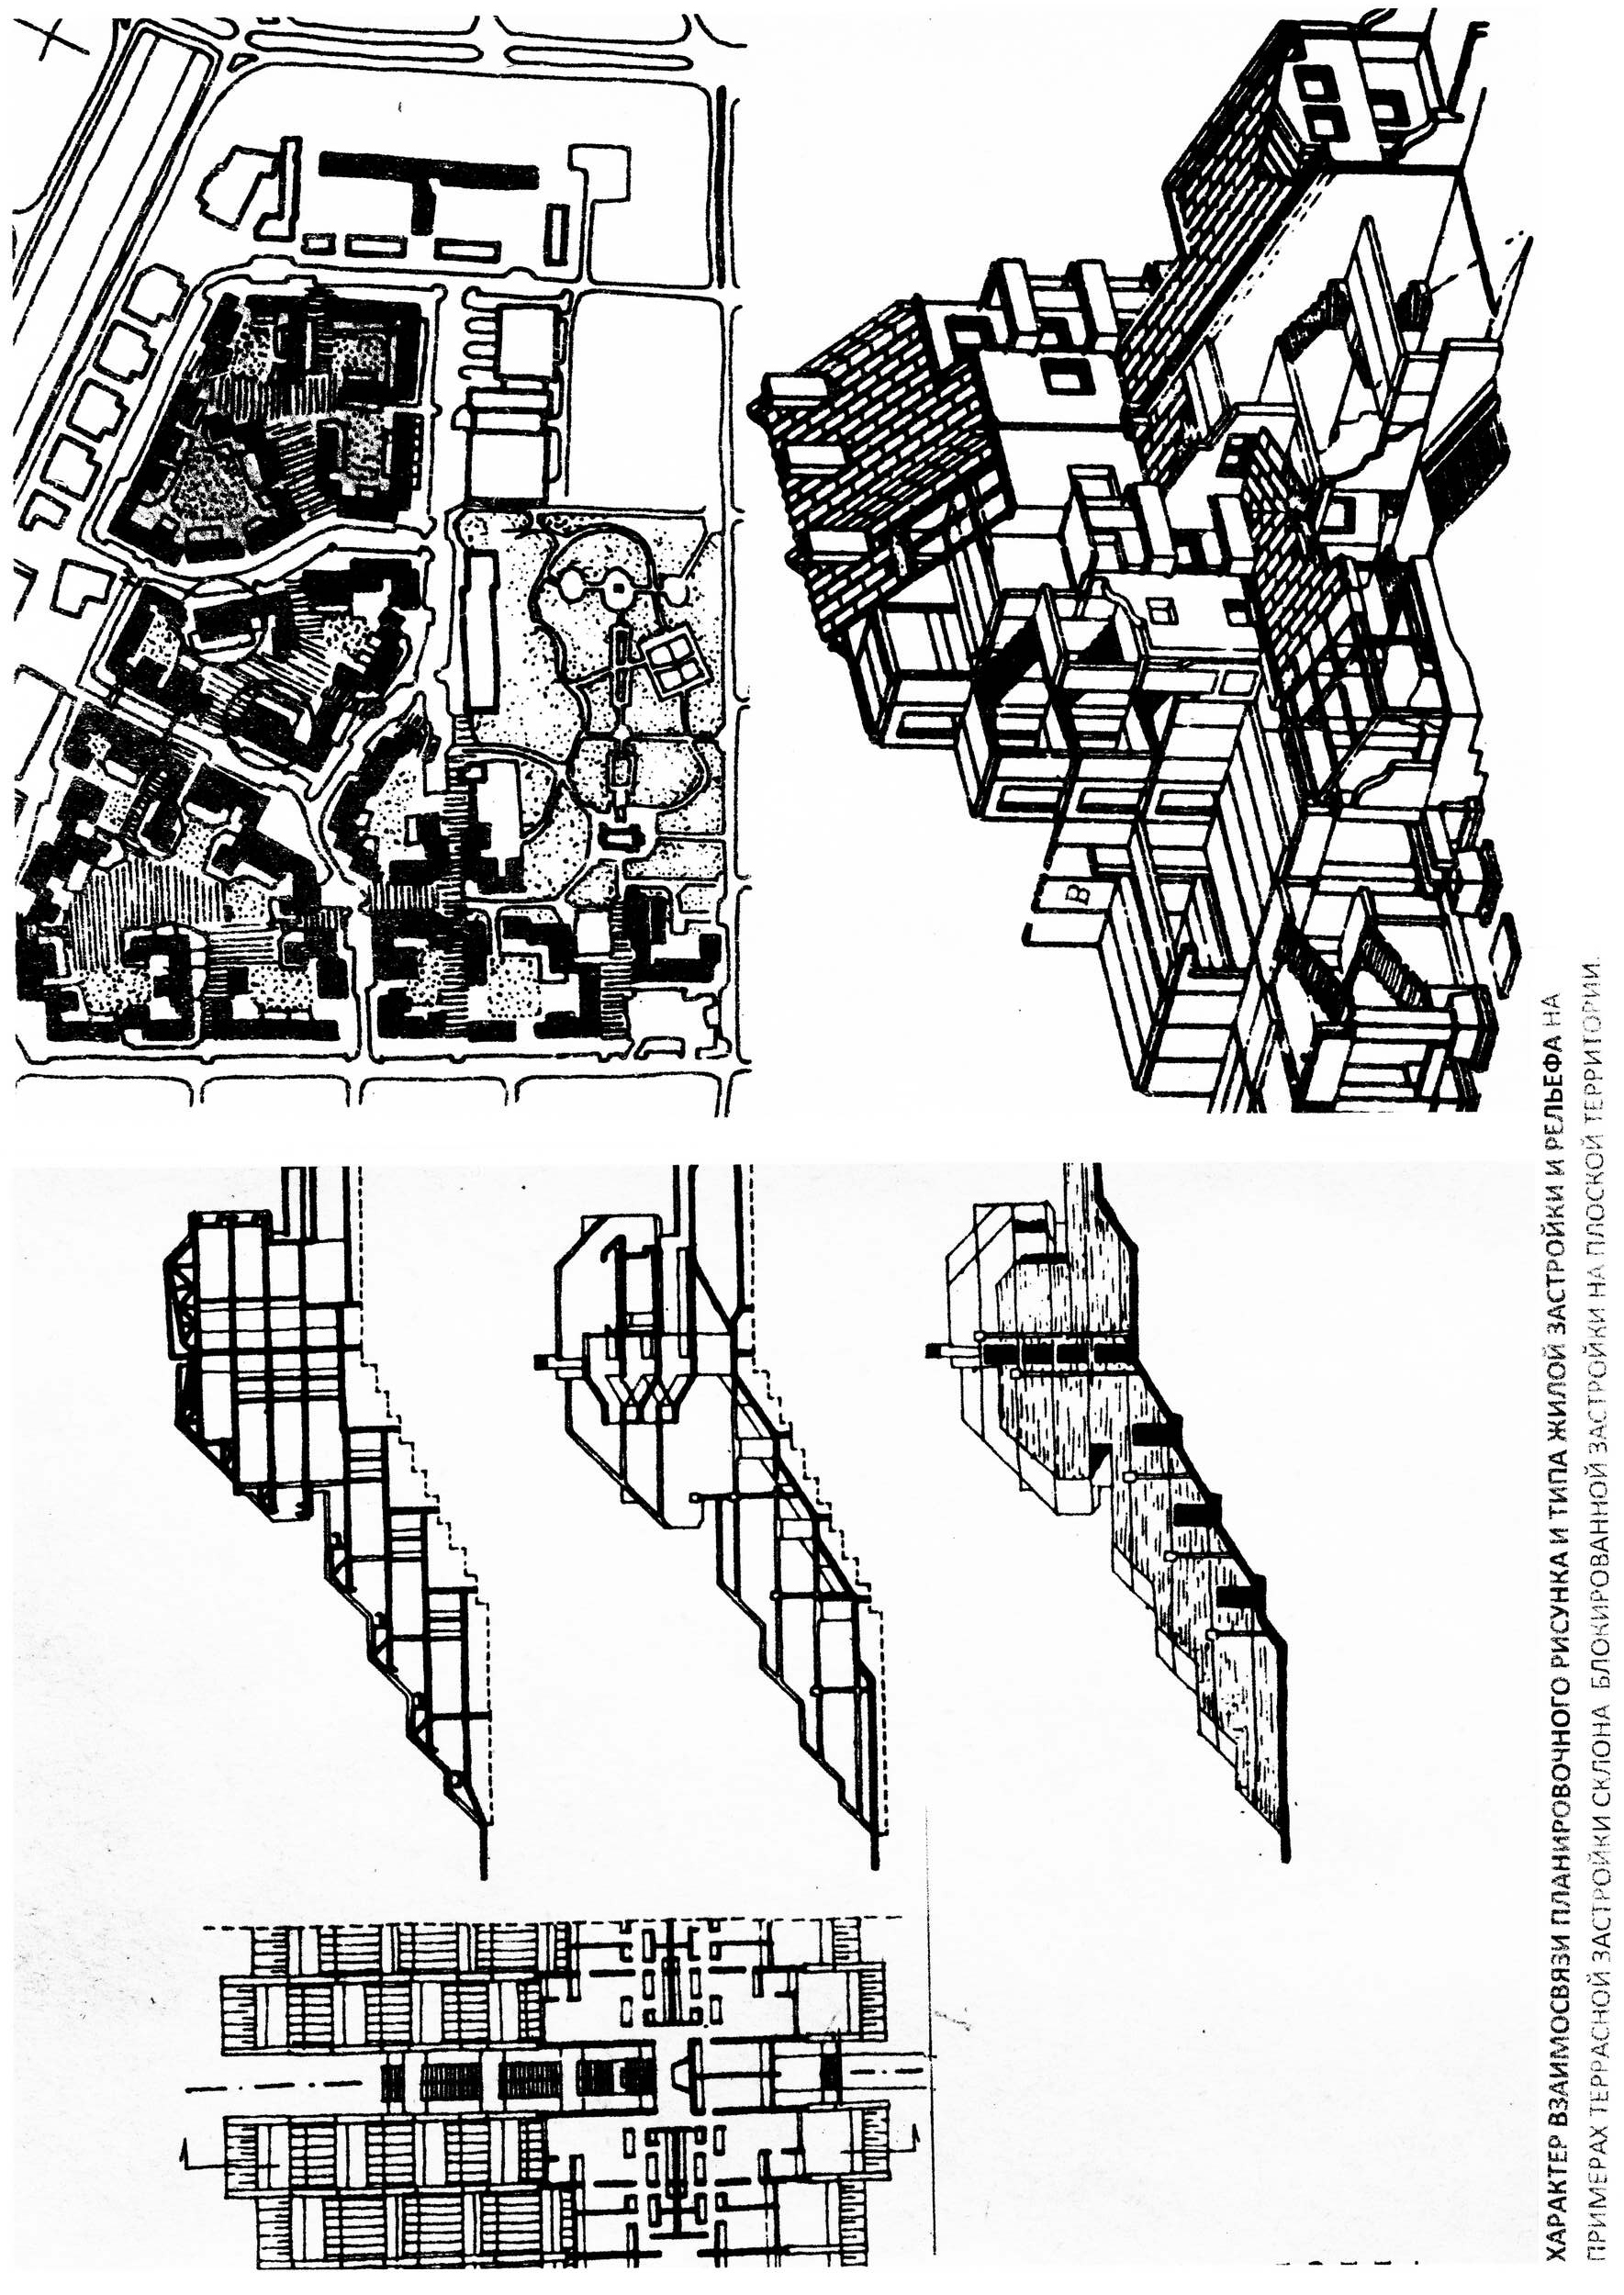 ХАРАКТЕР ВЗАИМОСВЯЗИ ПЛАНИРОВОЧНОГО РИСУНКА И ТИПА ЖИЛОЙ ЗАСТРОЙКИ И РЕЛЬЕФА НА
ПРИМЕРАХ ТЕРРАСНОЙ ЗАСТРОЙКИ СКЛОНА БЛОКИРОВАННОЙ ЗАСТРОЙКИ НА ПЛОСКОЙ ТЕРРИТОРИИ.
В